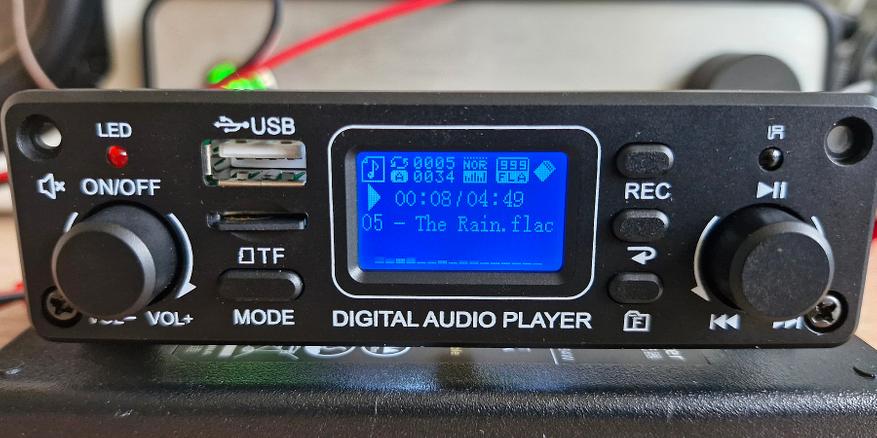 LED
USB
IR
ON/OFF
REC
0005 NOR 999
A 0034 FLA
00:08/04:49
05 – The Rain.flac
TF
F
VOL- VOL+
MODE
DIGITAL AUDIO PLAYER